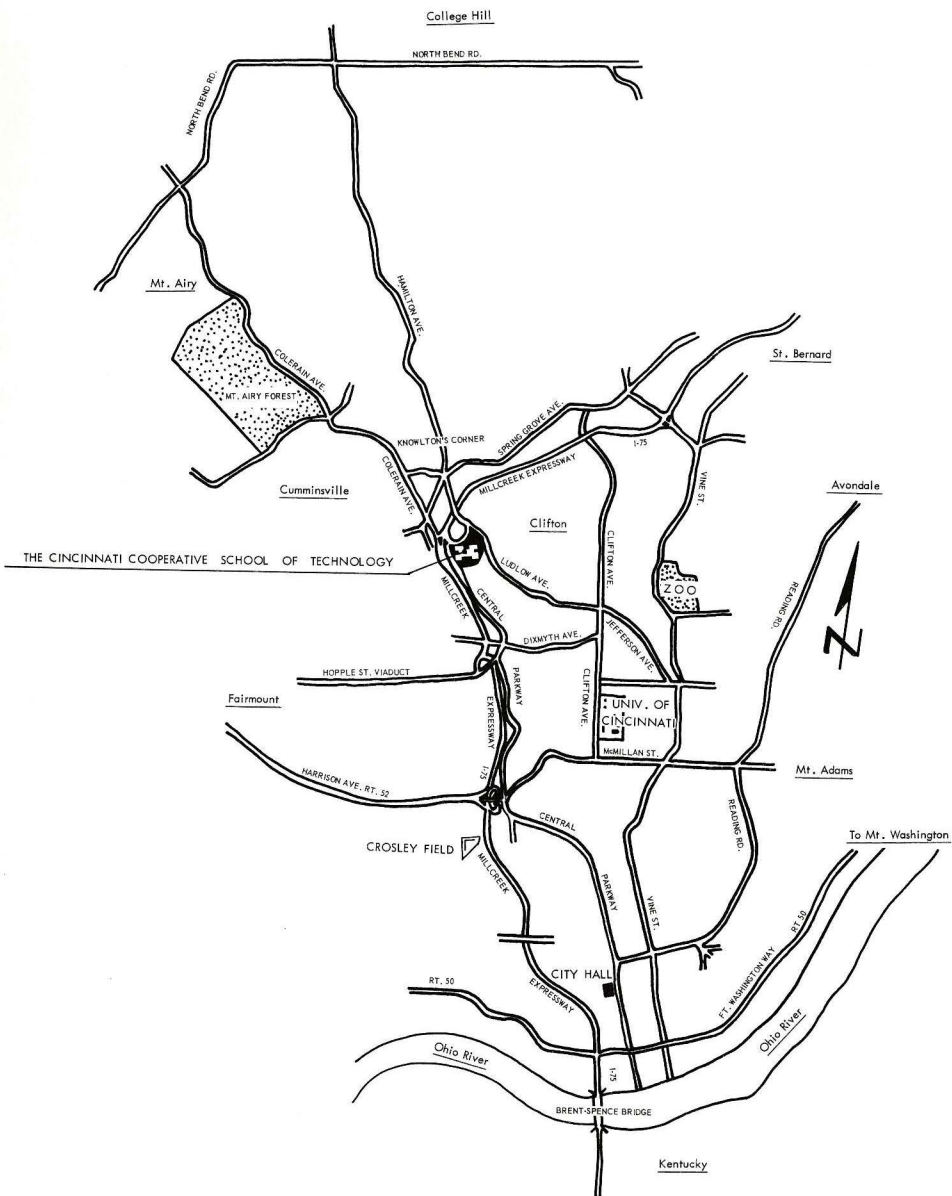 College Hill
NORTH BEND RD.
NORTH BEND RD.
Mt. Airy
HAMILTON AVE.
St. Bernard
COLERAIN AVE.
MT. AIRY FOREST
SPRING GROVE AVE.
I-75
KNOWLTON'S CORNER
MILLCREEK EXPRESSWAY
VINE ST.
Avondale
COLERAIN AVE.
Cumminsville
Clifton
THE CINCINNATI COOPERATIVE SCHOOL OF TECHNOLOGY
LUDLOW AVE.
CLIFTON AVE.
ZOO
READING RD.
MILLCREEK
CENTRAL
DIXMYTH AVE.
JEFFERSON AVE.
N
HOPPLE ST. VIADUCT
PARKWAY
CLIFTON AVE.
Fairmount
EXPRESSWAY
UNIV. OF
CINCINNATI
McMILLAN ST.
HARRISON AVE. RT. 52
I-75
Mt. Adams
CENTRAL
READING RD.
To Mt. Washington
CROSLEY FIELD
MILLCREEK
PARKWAY
VINE ST.
RT 50
CITY HALL
FT. WASHINGTON WAY
RT. 50
EXPRESSWAY
Ohio River
Ohio River
I-75
BRENT-SPENCE BRIDGE
Kentucky